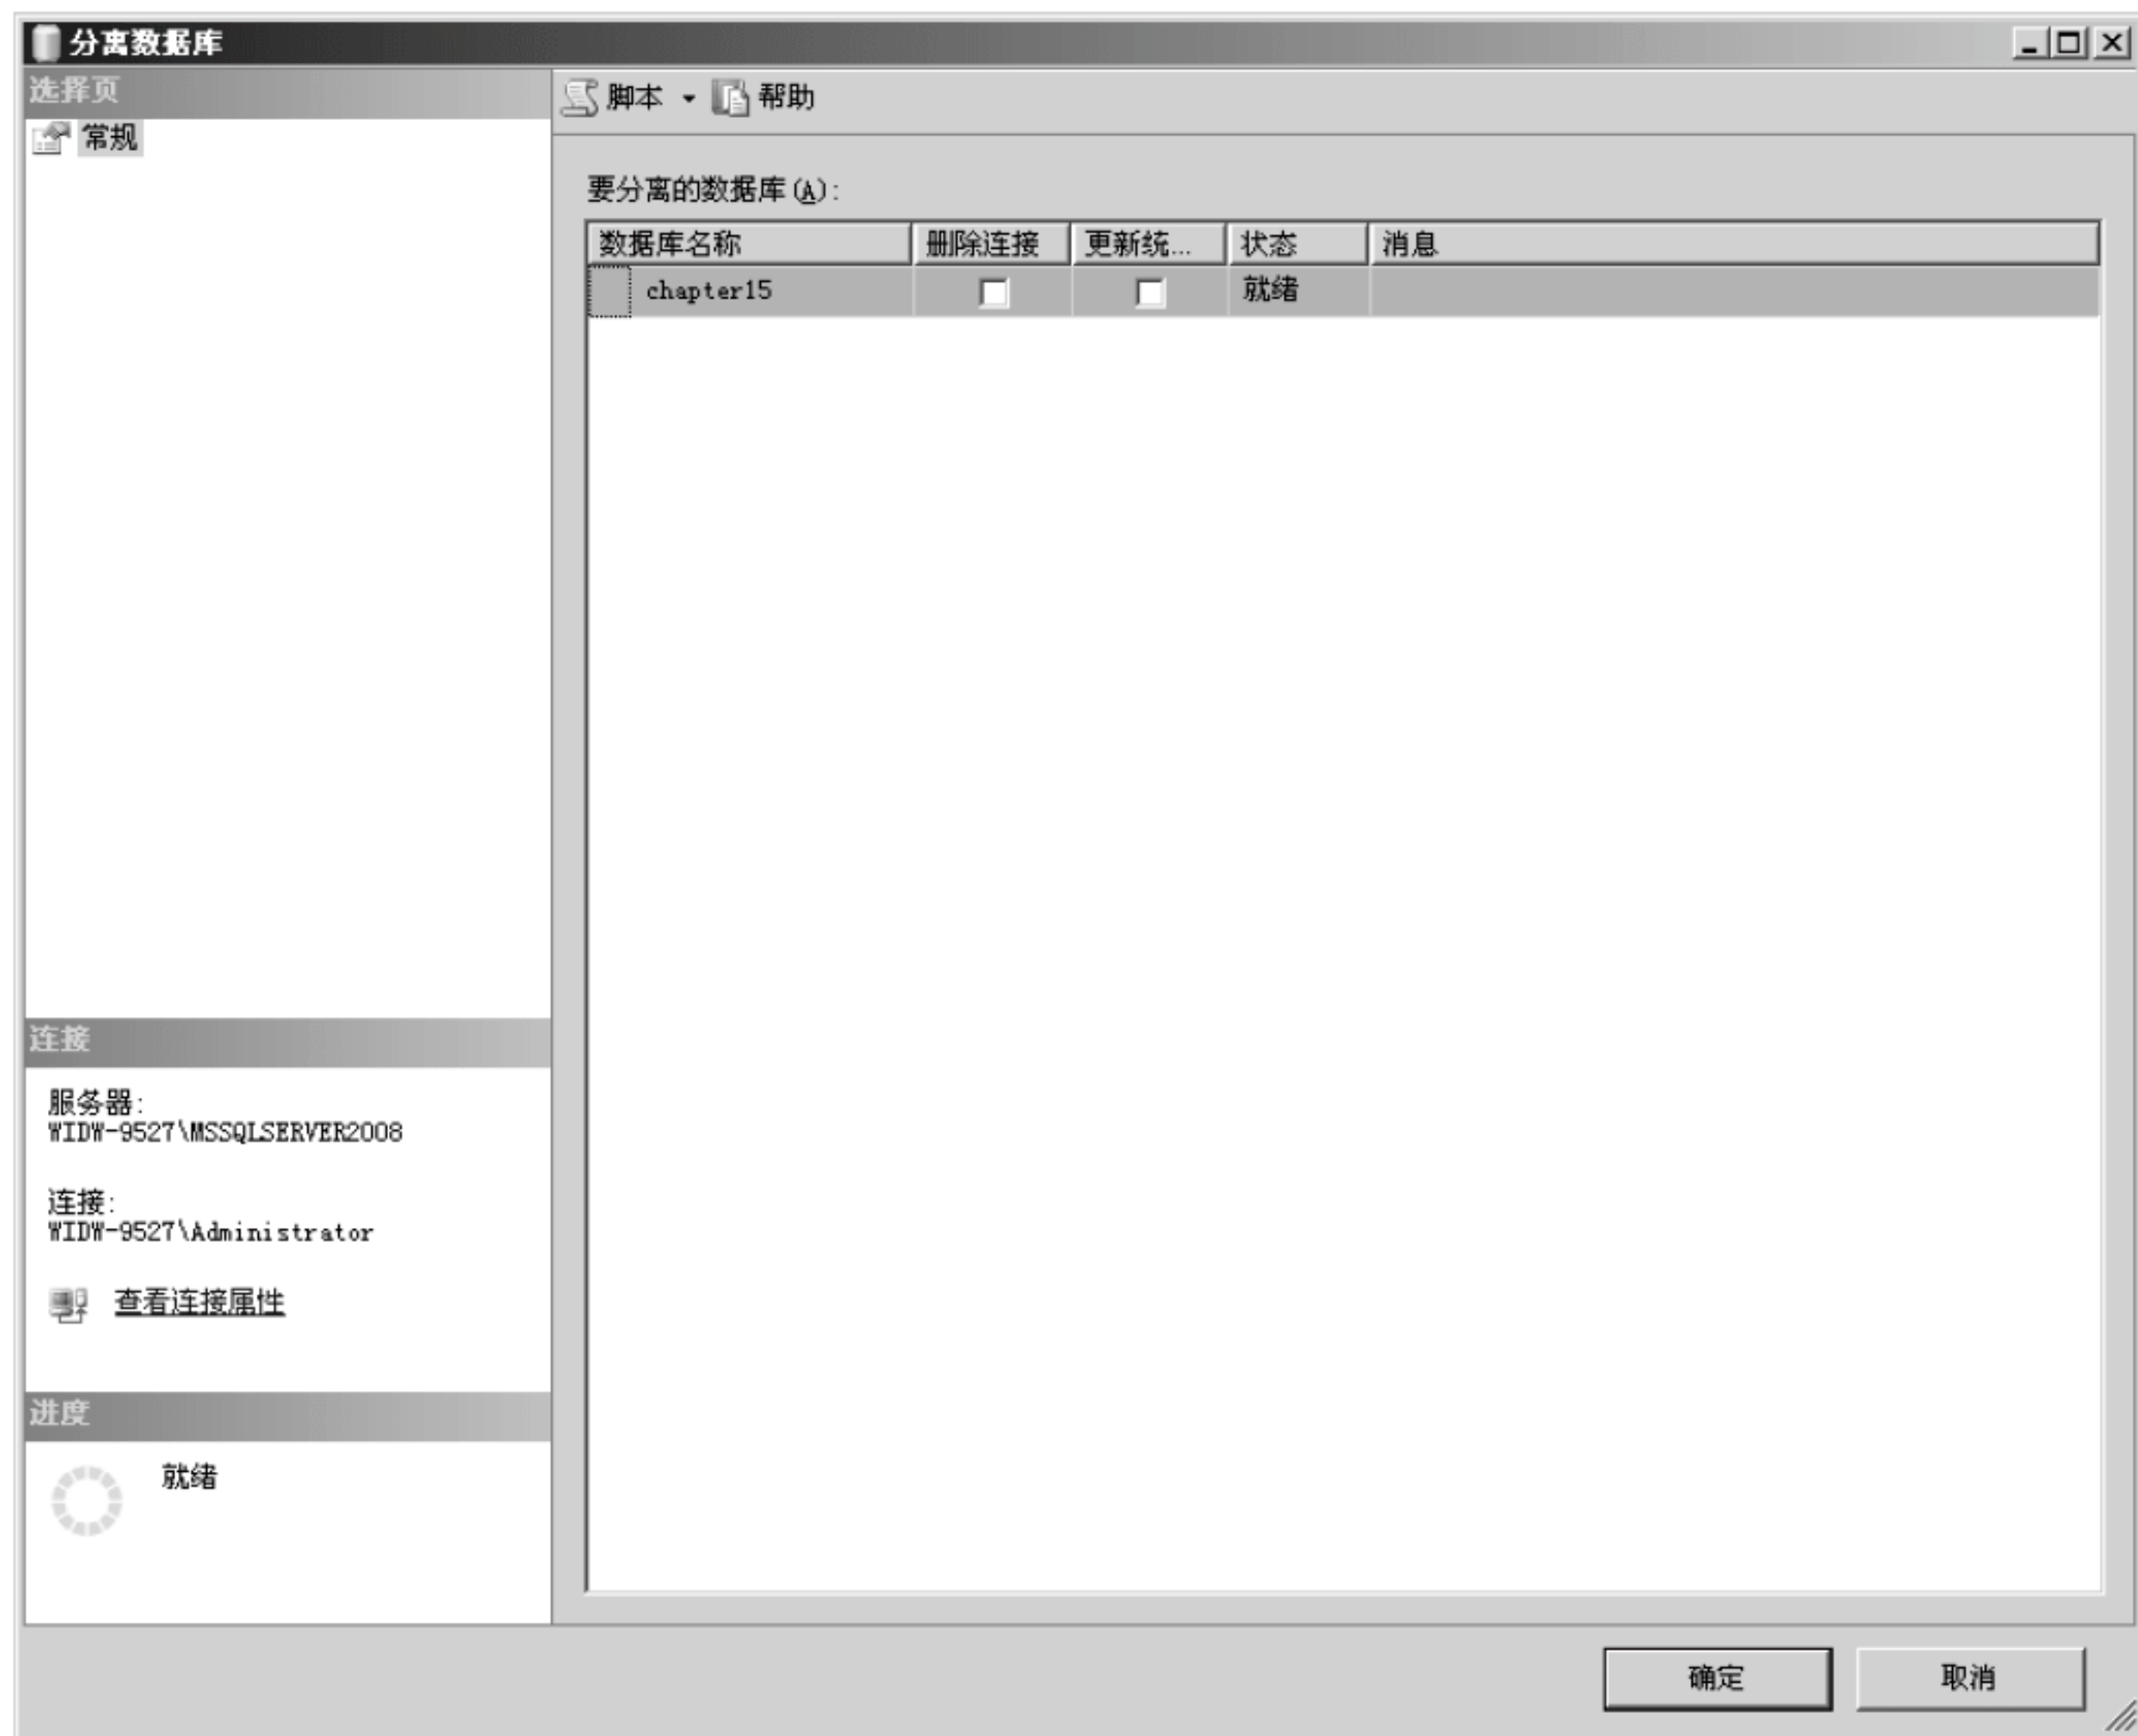 分离数据库
选择页
常规
脚本 帮助
要分离的数据库(A):
数据库名称 删除连接 更新统... 状态 消息
chapter15 就绪
连接
服务器:
WIDW-9527\MSSQLSERVER2008
连接:
WIDW-9527\Administrator
查看连接属性
进度
就绪
确定 取消